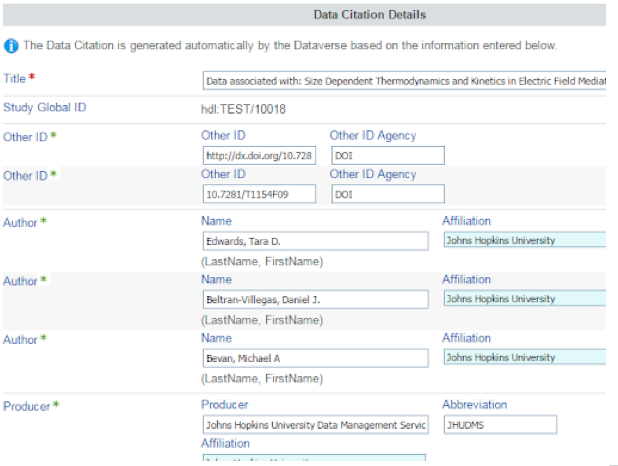 Data Citation Details
The Data Citation is generated automatically by the Dataverse based on the information entered below.
Title *
Data associated with: Size Dependent Thermodynamics and Kinetics in Electric Field Mediat
Study Global ID
hdl:TEST/10018
Other ID *
Other ID
Other ID Agency
http://dx.doi.org/10.728
DOI
Other ID *
Other ID
Other ID Agency
10.7281/T1154F09
DOI
Author *
Name
Affiliation
Edwards, Tara D.
Johns Hopkins University
(LastName, FirstName)
Author *
Name
Affiliation
Beltran-Villegas, Daniel J.
Johns Hopkins University
(LastName, FirstName)
Author *
Name
Affiliation
Bevan, Michael A
Johns Hopkins University
(LastName, FirstName)
Producer *
Producer
Abbreviation
Johns Hopkins University Data Management Servic
JHUDMS
Affiliation